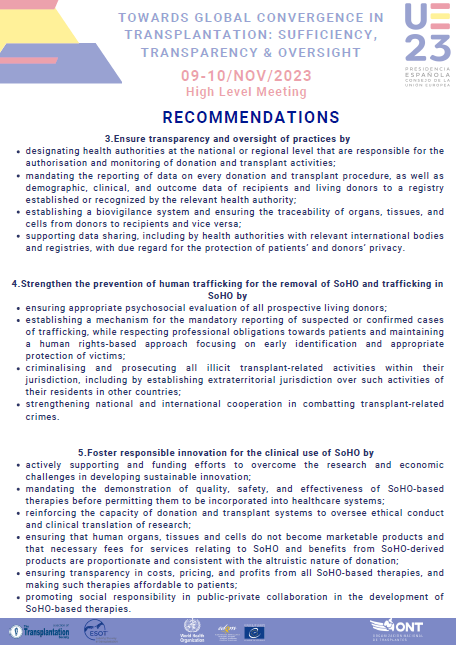 TOWARDS GLOBAL CONVERGENCE IN
TRANSPLANTATION: SUFFICIENCY,
TRANSPARENCY & OVERSIGHT
09-10/NOV/2023
High Level Meeting
UE
23
PRESIDENCIA
ESPAÑOLA
CONSEJO DE LA
UNIÓN EUROPEA
RECOMMENDATIONS
3.Ensure transparency and oversight of practices by
• designating health authorities at the national or regional level that are responsible for the
authorisation and monitoring of donation and transplant activities;
• mandating the reporting of data on every donation and transplant procedure, as well as
demographic, clinical, and outcome data of recipients and living donors to a registry
established or recognized by the relevant health authority;
• establishing a biovigilance system and ensuring the traceability of organs, tissues, and
cells from donors to recipients and vice versa;
• supporting data sharing, including by health authorities with relevant international bodies
and registries, with due regard for the protection of patients' and donors' privacy.
4.Strengthen the prevention of human trafficking for the removal of SoHO and trafficking in
SoHO by
• ensuring appropriate psychosocial evaluation of all prospective living donors;
• establishing a mechanism for the mandatory reporting of suspected or confirmed cases
of trafficking, while respecting professional obligations towards patients and maintaining
a human rights-based approach focusing on early identification and appropriate
protection of victims;
• criminalising and prosecuting all illicit transplant-related activities within their
jurisdiction, including by establishing extraterritorial jurisdiction over such activities of
their residents in other countries;
• strengthening national and international cooperation in combatting transplant-related
crimes.
5.Foster responsible innovation for the clinical use of SoHO by
• actively supporting and funding efforts to overcome the research and economic
challenges in developing sustainable innovation;
• mandating the demonstration of quality, safety, and effectiveness of SoHO-based
therapies before permitting them to be incorporated into healthcare systems;
• reinforcing the capacity of donation and transplant systems to oversee ethical conduct
and clinical translation of research;
• ensuring that human organs, tissues and cells do not become marketable products and
that necessary fees for services relating to SoHO and benefits from SoHO-derived
products are proportionate and consistent with the altruistic nature of donation;
• ensuring transparency in costs, pricing, and profits from all SoHO-based therapies, and
making such therapies affordable to patients;
• promoting social responsibility in public-private collaboration in the development of
SoHO-based therapies.
Transplantation
ESOT
World Health
Organization
ONT
ORGANIZACIÓN NACIONAL
DE TRASPLANTES